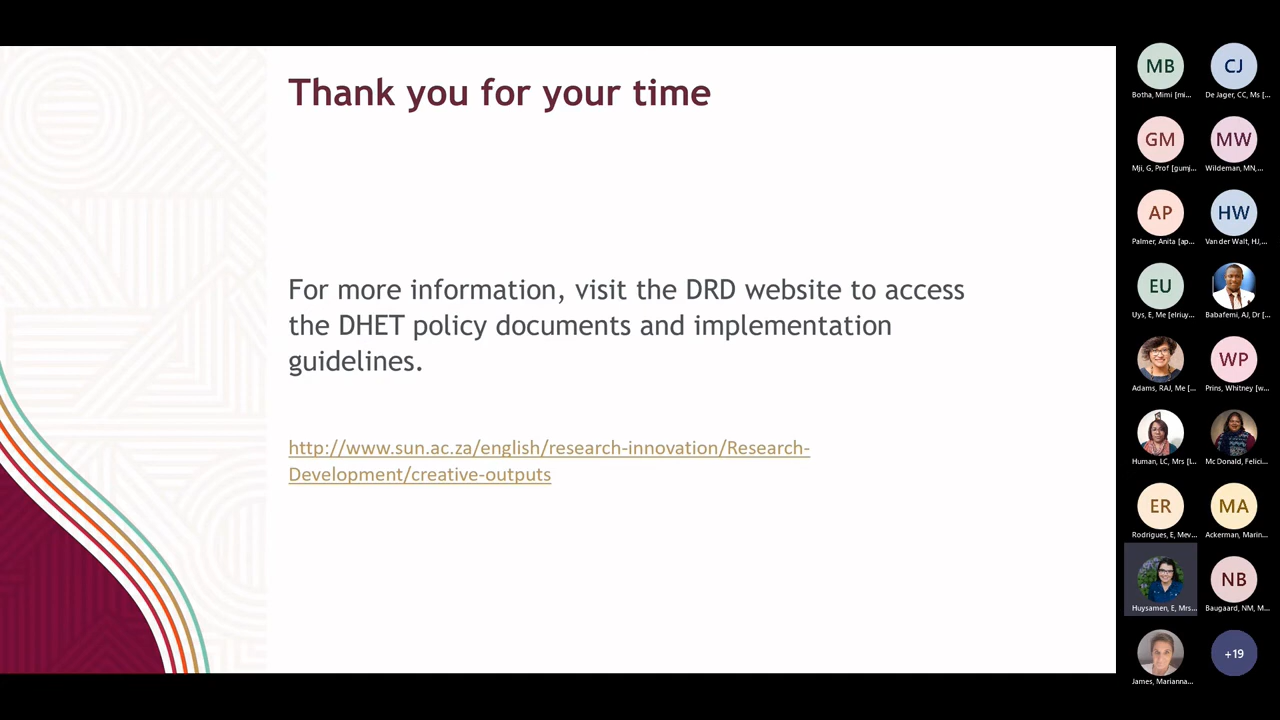 Thank you for your time
For more information, visit the DRD website to access
the DHET policy documents and implementation
guidelines.
http://www.sun.ac.za/english/research-innovation/Research-
Development/creative-outputs
MB
CJ
Botha, Mimi [mi...
De Jager, CC, Ms [...
GM
MW
Mji, G, Prof [gumj...
Wildeman, MN,...
AP
HW
Palmer, Anita [ap...
Van der Walt, HJ,...
EU
Uys, E, Me [elriuy...
Babafemi, AJ, Dr [...
WP
Adams, RAJ, Me [...
Prins, Whitney [w...
Human, LC, Mrs [l...
Mc Donald, Felici...
ER
MA
Rodrigues, E, Mev...
Ackerman, Marin...
NB
Huysamen, E, Mrs...
Baugaard, NM, M...
+19
James, Marianna...